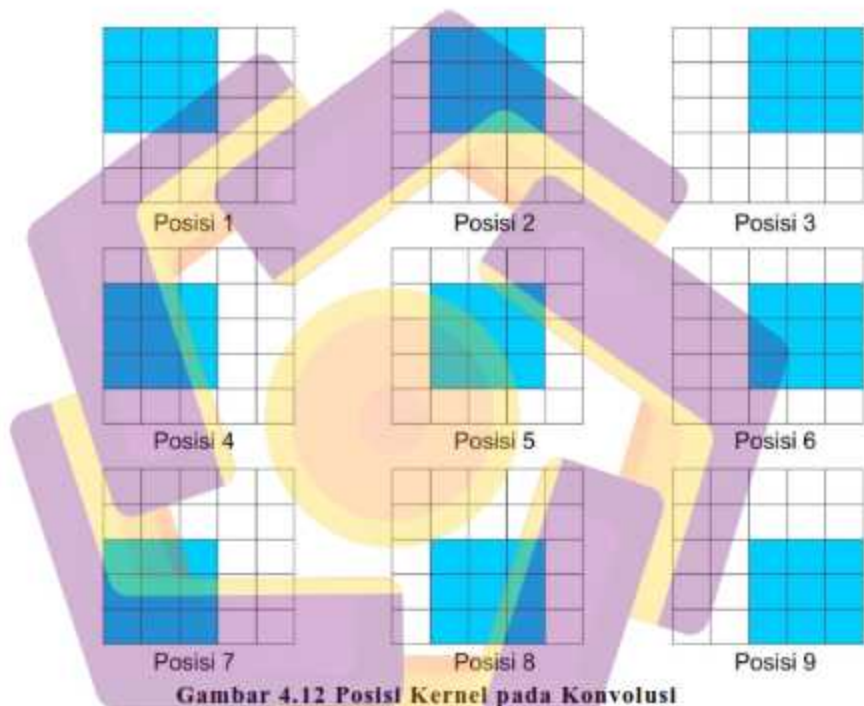 Posisi 1 Posisi 2 Posisi 3
Posisi 4 Posisi 5 Posisi 6
Posisi 7 Posisi 8 Posisi 9
Gambar 4.12 Posisi Kernel pada Konvolusi